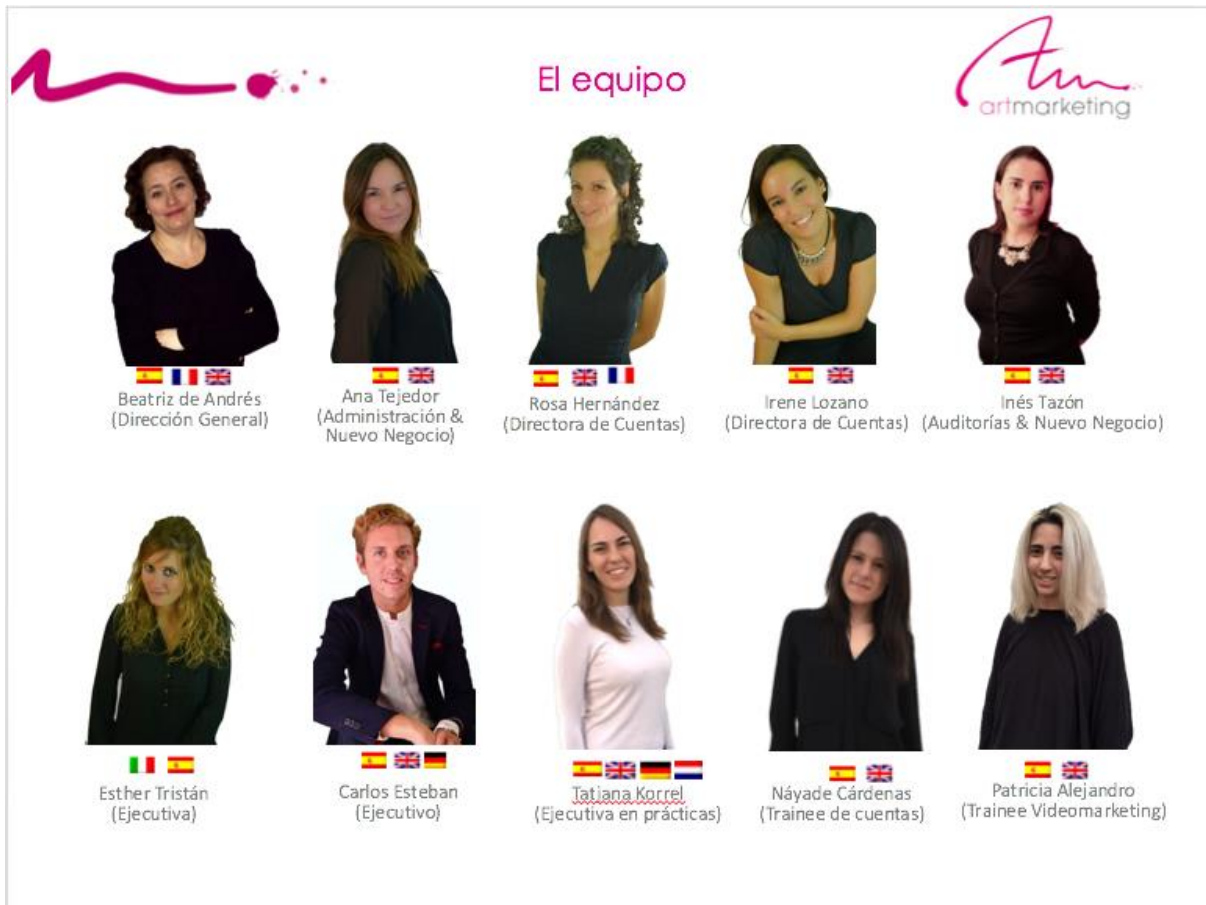 El equipo
Am
artmarketing
Beatriz de Andrés
(Dirección General)
Ana Tejedor
(Administración &
Nuevo Negocio)
Rosa Hernández
(Directora de Cuentas)
Irene Lozano
(Directora de Cuentas)
Inés Tazón
(Auditorías & Nuevo Negocio)
Esther Tristán
(Ejecutiva)
Carlos Esteban
(Ejecutivo)
Tatiana Korrel
(Ejecutiva en prácticas)
Náyade Cárdenas
(Trainee de cuentas)
Patricia Alejandro
(Trainee Videomarketing)